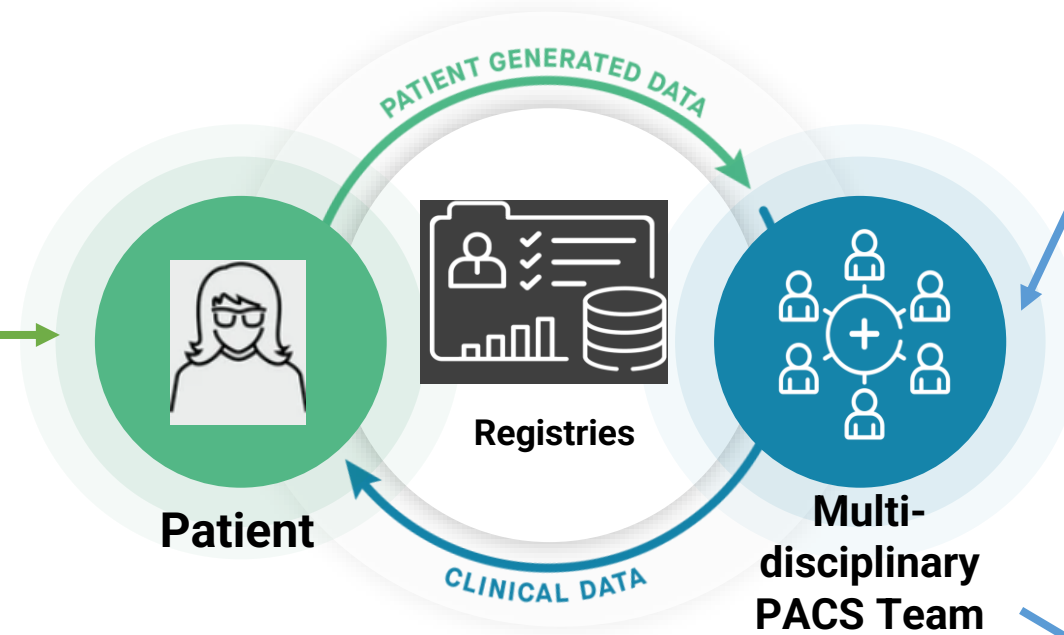 PATIENT GENERATED DATA
Registries
Patient
CLINICAL DATA
Multi-
disciplinary
PACS Team